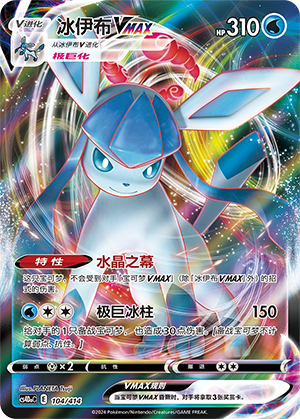 V进化 冰伊布VMAX HP310
从冰伊布V进化
极巨化
特性 水晶之幕
这只宝可梦,不会受到对手「宝可梦VMAX」(除「冰伊布VMAX」外)的招
式的伤害。
极巨冰柱 150
给对手的1只备战宝可梦,也造成30点伤害。[备战宝可梦不计
算弱点、抗性。]
弱点 ×2 抗性 撤退
Illus. PLANETA Tsuji
VMAX规则
E 104/414
当宝可梦VMAX昏厥时,对手将拿取3张奖赏卡。
©2024 Pokémon/Nintendo/Creatures/GAME FREAK.